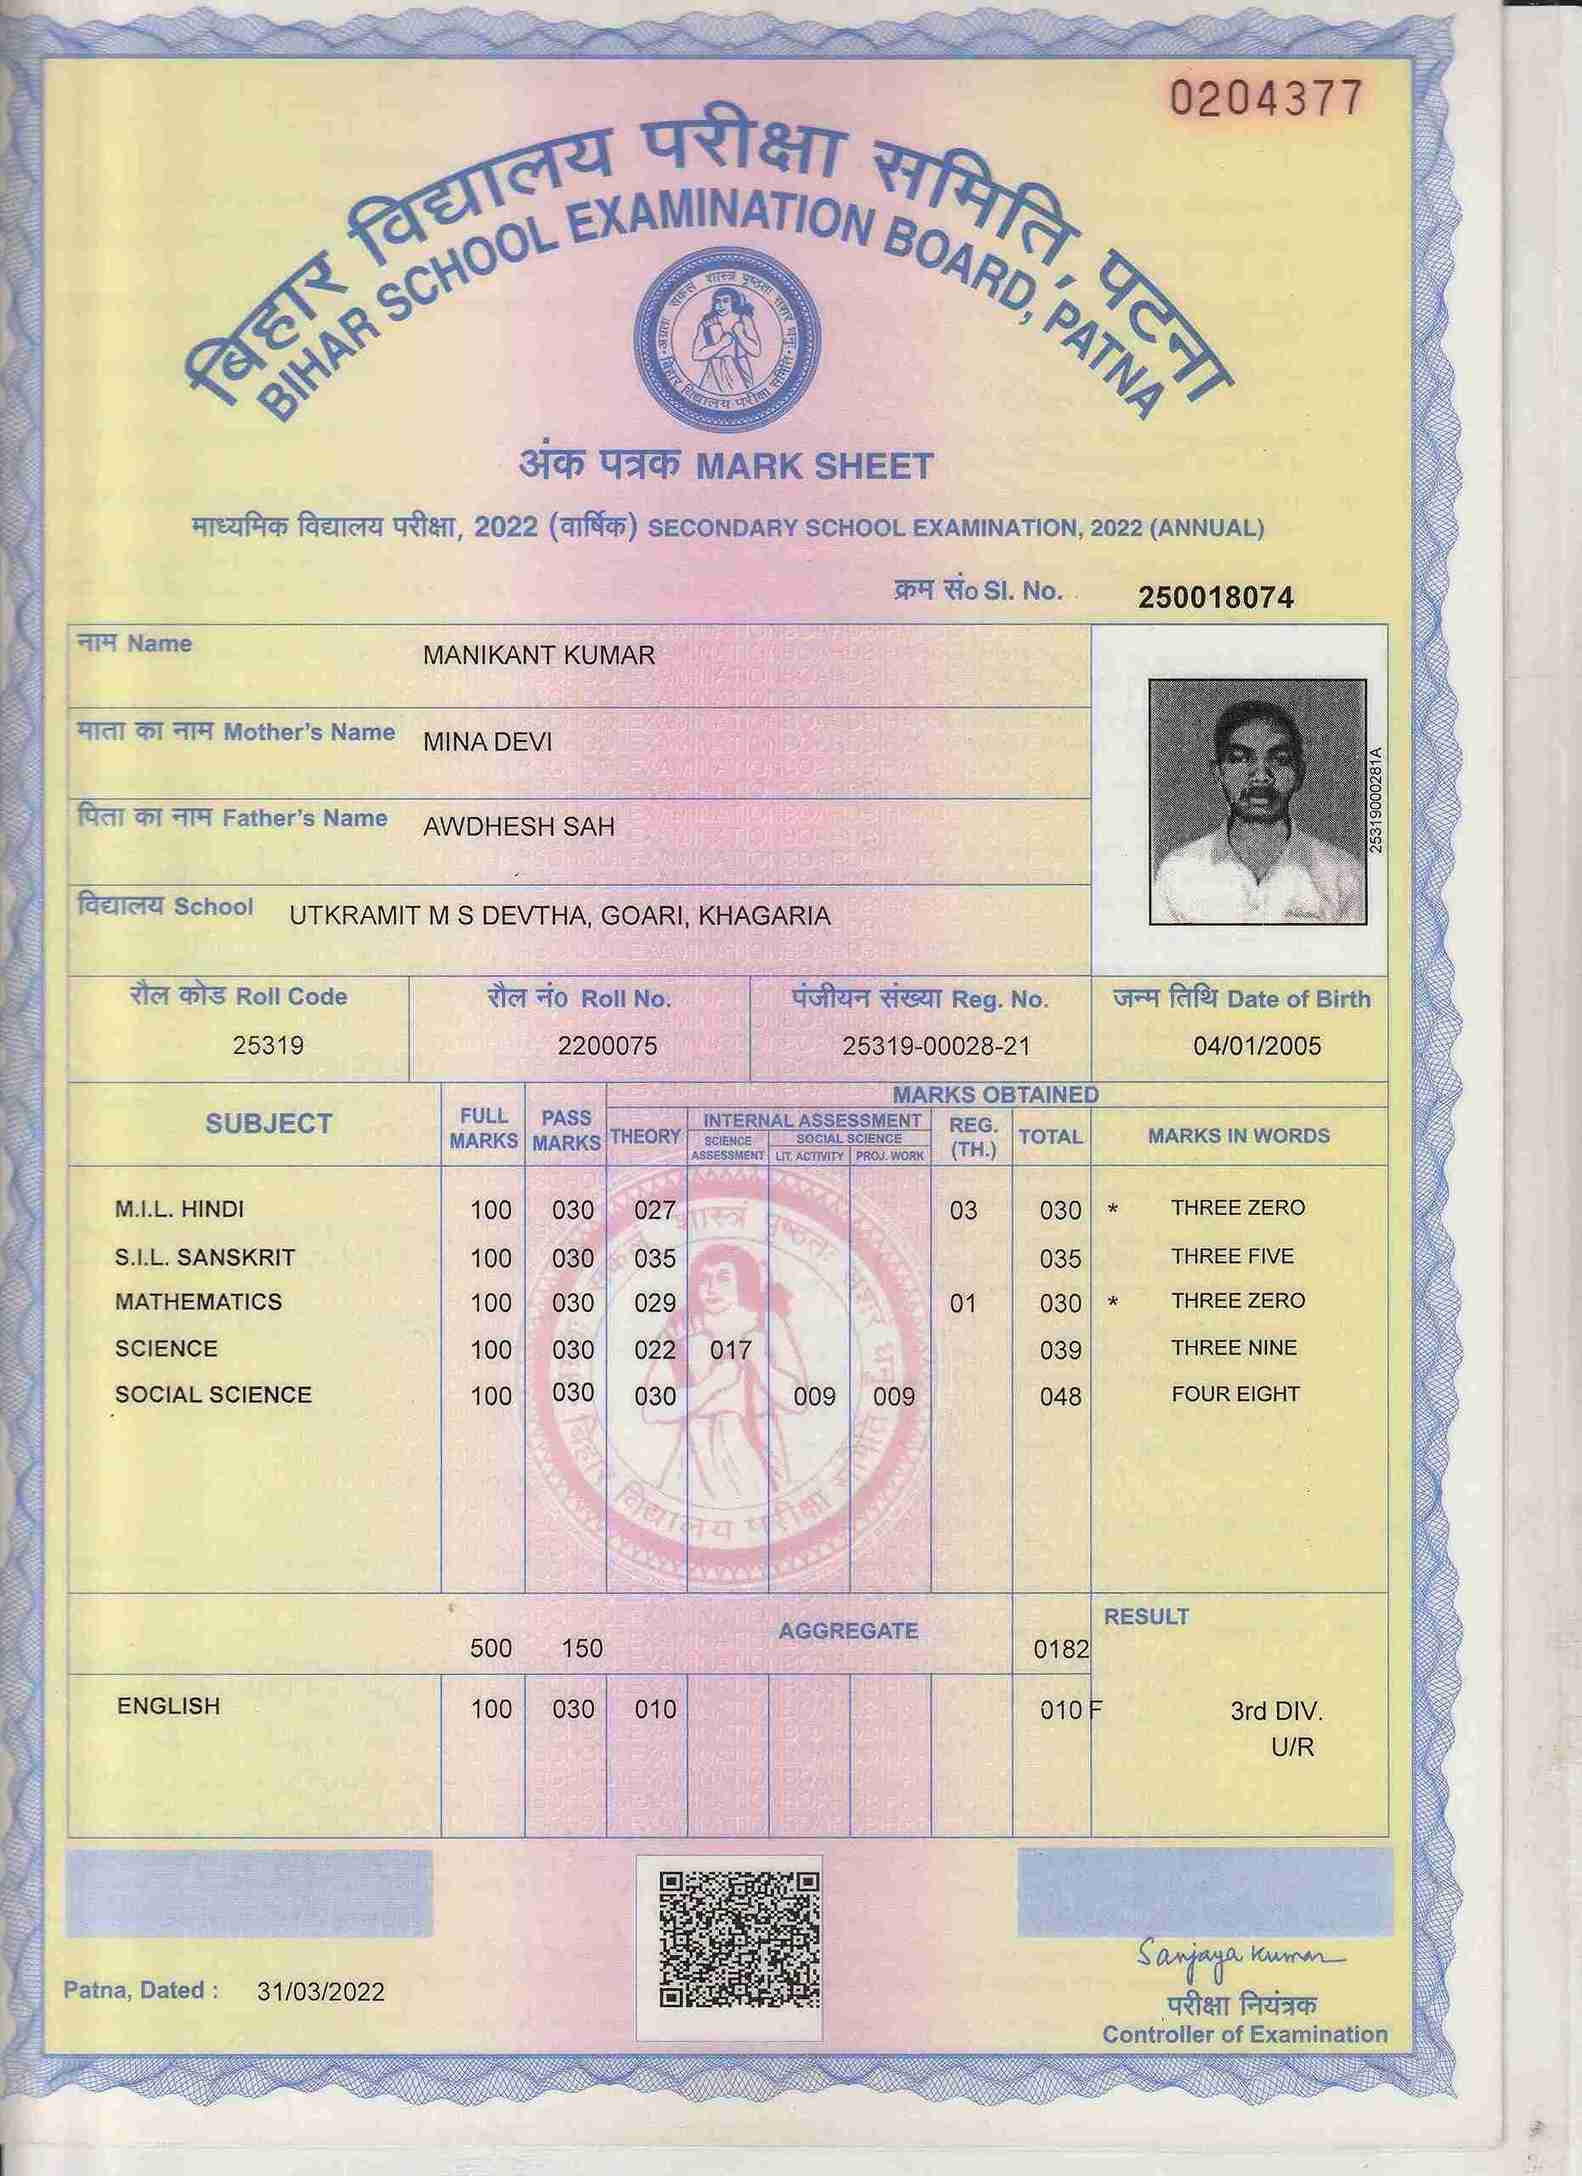 0204377
बिहार विद्यालय परीक्षा समिति, पटना
BIHAR SCHOOL EXAMINATION BOARD, PATNA
अंक पत्रक MARK SHEET
माध्यमिक विद्यालय परीक्षा, 2022 (वार्षिक) SECONDARY SCHOOL EXAMINATION, 2022 (ANNUAL)
क्रम सं० Sl. No. 250018074
नाम Name MANIKANT KUMAR
माता का नाम Mother's Name MINA DEVI
पिता का नाम Father's Name AWDHESH SAH
253190000281A
विद्यालय School UTKRAMIT M S DEVTHA, GOARI, KHAGARIA
रौल कोड Roll Code रौल नं० Roll No. पंजीयन संख्या Reg. No. जन्म तिथि Date of Birth
25319 2200075 25319-00028-21 04/01/2005
MARKS OBTAINED
SUBJECT FULL MARKS PASS MARKS THEORY INTERNAL ASSESSMENT REG. (TH.) TOTAL MARKS IN WORDS
SCIENCE ASSESSMENT SOCIAL SCIENCE
LIT. ACTIVITY PROJ. WORK
M.I.L. HINDI 100 030 027 03 030 * THREE ZERO
S.I.L. SANSKRIT 100 030 035 035 THREE FIVE
MATHEMATICS 100 030 029 01 030 * THREE ZERO
SCIENCE 100 030 022 017 039 THREE NINE
SOCIAL SCIENCE 100 030 030 009 009 048 FOUR EIGHT
बिहार विद्यालय परीक्षा समिति
AGGREGATE RESULT
500 150 0182
ENGLISH 100 030 010 010 F 3rd DIV.
U/R
Sanjaya Kumar
Patna, Dated : 31/03/2022
परीक्षा नियंत्रक
Controller of Examination